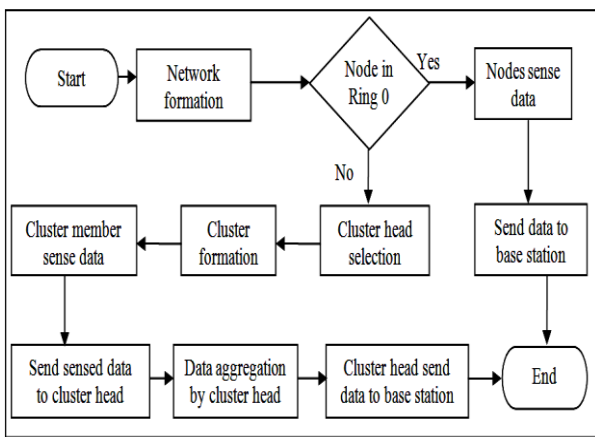 Start
Network
formation
Node in
Ring 0
Yes
Nodes sense
data
No
Cluster member
sense data
Cluster
formation
Cluster head
selection
Send data to
base station
Send sensed data
to cluster head
Data aggregation
by cluster head
Cluster head send
data to base station
End